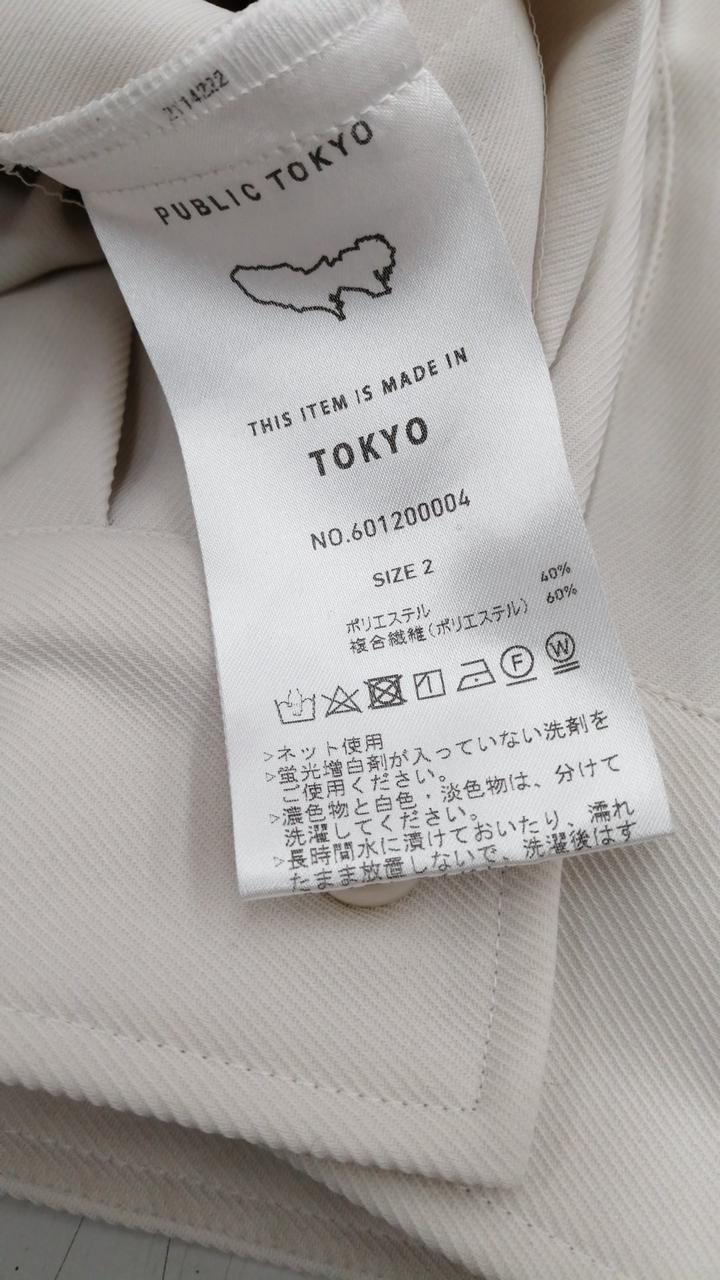 PUBLIC TOKYO
THIS ITEM IS MADE IN
TOKYO
NO.601200004
SIZE 2
ポリエステル 40%
複合繊維(ポリエステル) 60%
F W
>ネット使用
>蛍光増白剤が入っていない洗剤を
ご使用ください。
>濃色物と白色・淡色物は、分けて
洗濯してください。
>長時間水に漬けておいたり、濡れ
たまま放置しないで、洗濯後はす